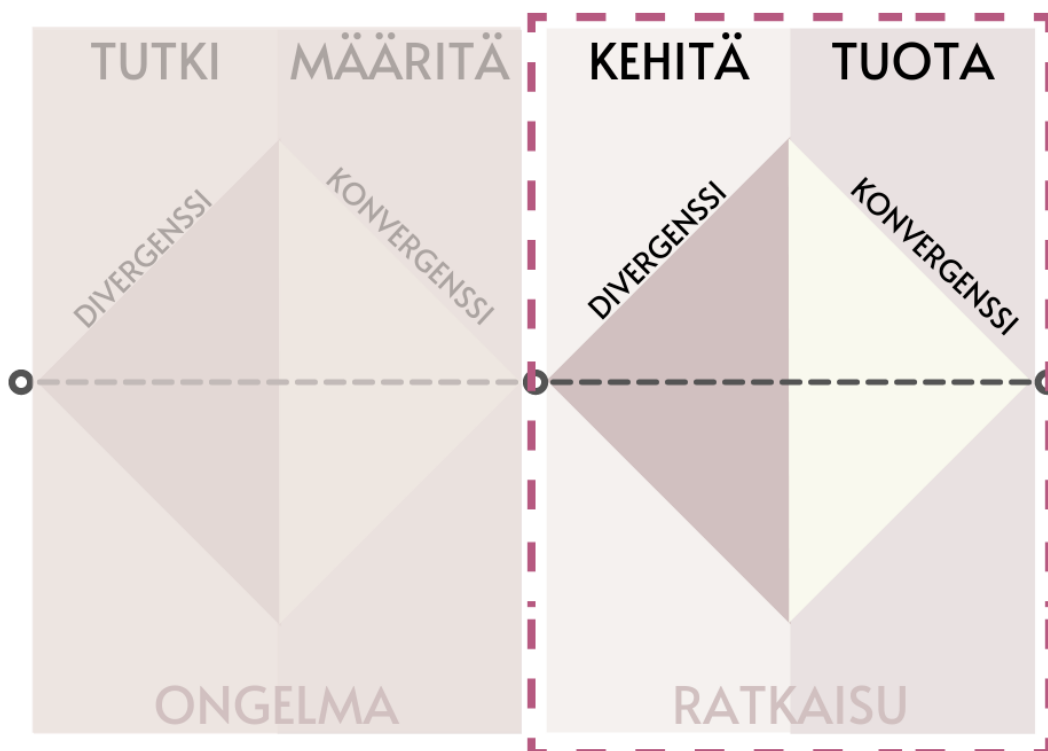 TUTKI
MÄÄRITÄ
KEHITÄ
TUOTA
DIVERGENSSI
KONVERGENSSI
DIVERGENSSI
KONVERGENSSI
ONGELMA
RATKAISU